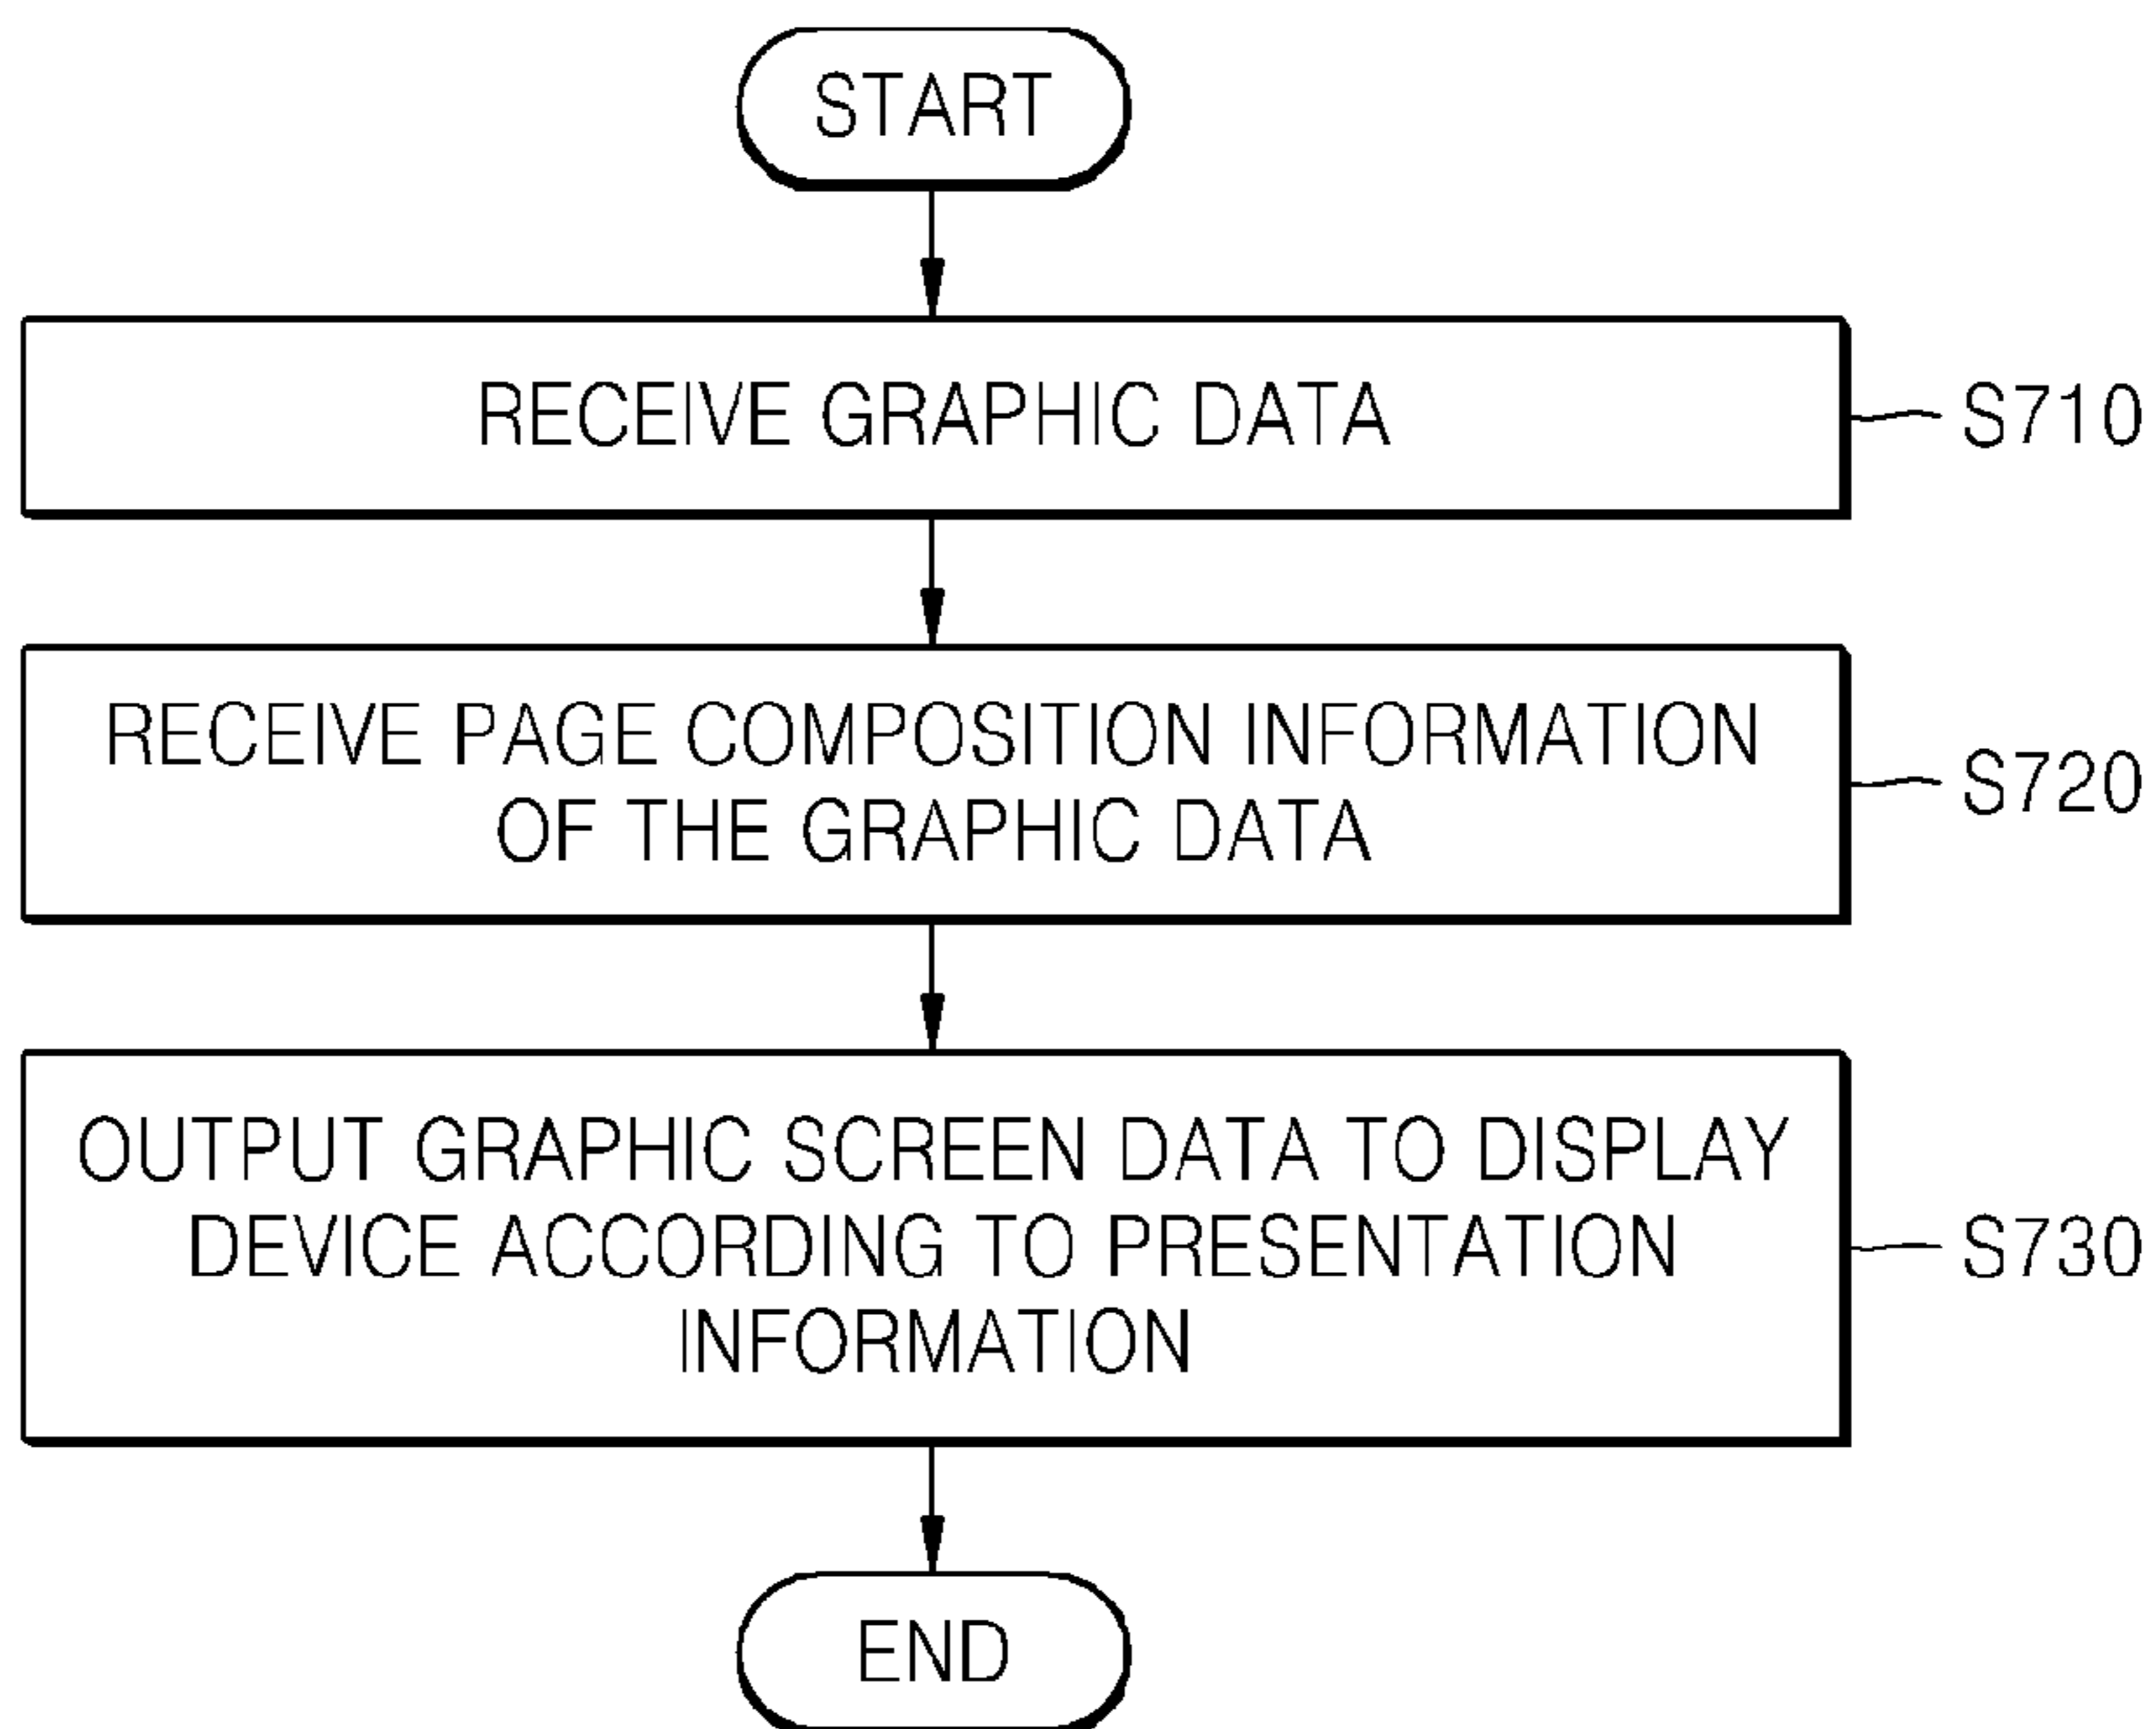 START
RECEIVE GRAPHIC DATA
S710
RECEIVE PAGE COMPOSITION INFORMATION
OF THE GRAPHIC DATA
S720
OUTPUT GRAPHIC SCREEN DATA TO DISPLAY
DEVICE ACCORDING TO PRESENTATION
INFORMATION
S730
END